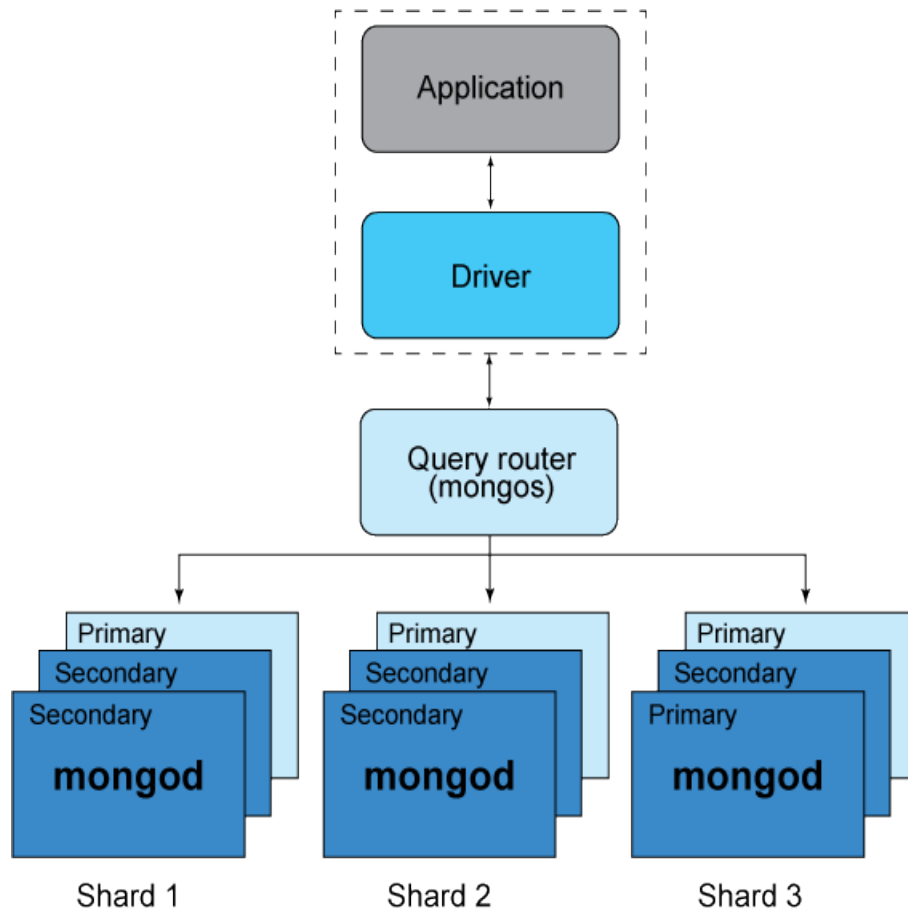 Application
Driver
Query router
(mongos)
Primary
Secondary
Secondary
mongod
Shard 1
Primary
Secondary
Secondary
mongod
Shard 2
Primary
Secondary
Primary
mongod
Shard 3